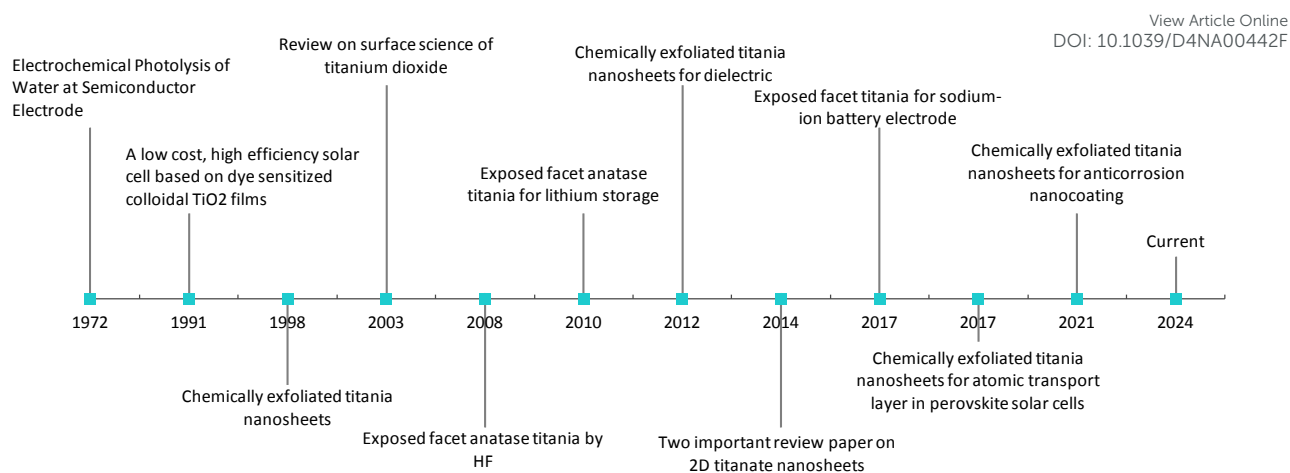 View Article Online
DOI: 10.1039/D4NA00442F
Electrochemical Photolysis of
Water at Semiconductor
Electrode
A low cost, high efficiency solar
cell based on dye sensitized
colloidal TiO2 films
Review on surface science of
titanium dioxide
Exposed facet anatase
titania for lithium storage
Chemically exfoliated titania
nanosheets for dielectric
Exposed facet titania for sodium-
ion battery electrode
Chemically exfoliated titania
nanosheets for anticorrosion
nanocoating
Current
1972 1991 1998 2003 2008 2010 2012 2014 2017 2017 2021 2024
Chemically exfoliated titania
nanosheets
Exposed facet anatase titania by
HF
Two important review paper on
2D titanate nanosheets
Chemically exfoliated titania
nanosheets for atomic transport
layer in perovskite solar cells